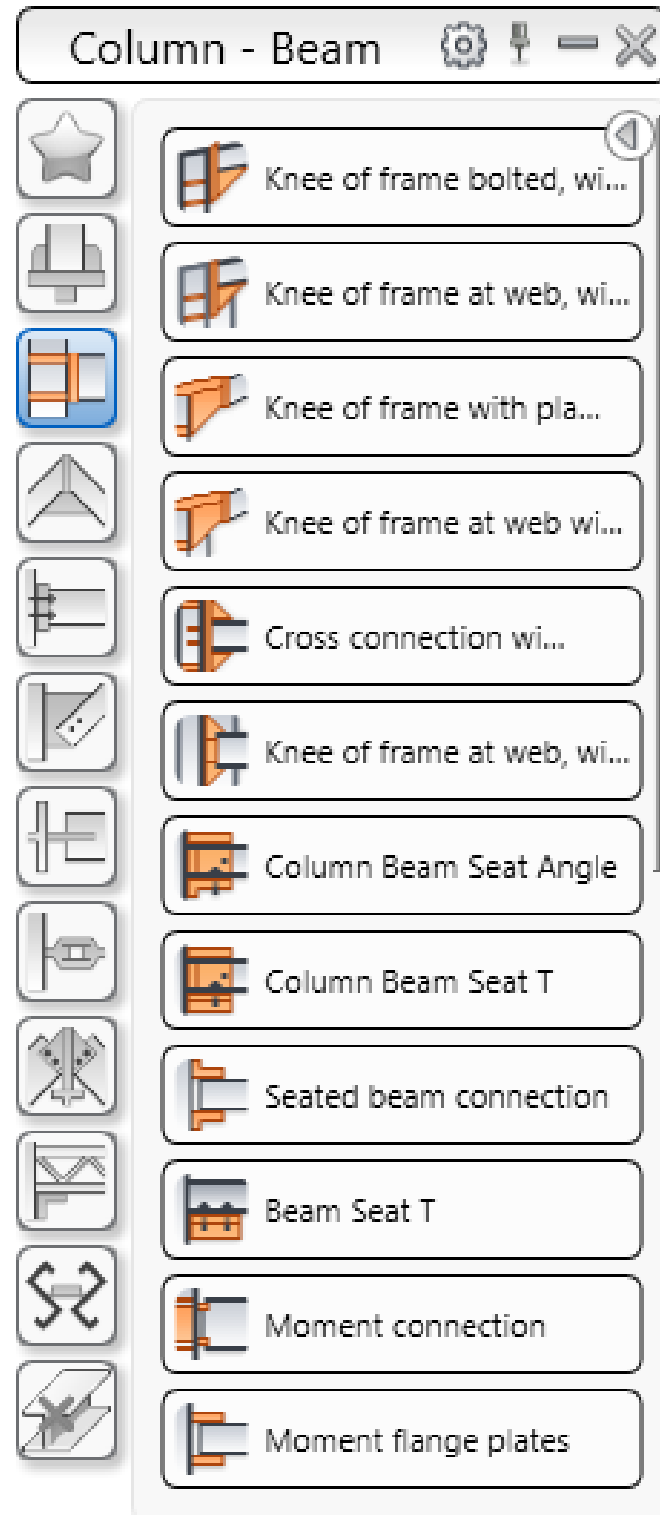 Column - Beam
Knee of frame bolted, wi...
Knee of frame at web, wi...
Knee of frame with pla...
Knee of frame at web wi...
Cross connection wi...
Knee of frame at web, wi...
Column Beam Seat Angle
Column Beam Seat T
Seated beam connection
Beam Seat T
Moment connection
Moment flange plates